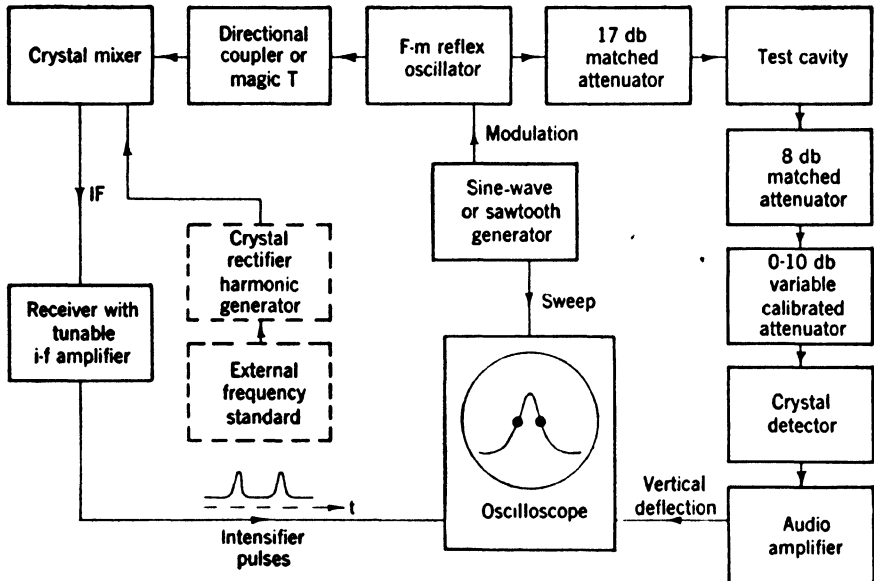 Crystal mixer
Directional
coupler or
magic T
F-m reflex
oscillator
17 db
matched
attenuator
Test cavity
Modulation
8 db
matched
attenuator
IF
Sine-wave
or sawtooth
generator
Crystal
rectifier
harmonic
generator
0-10 db
variable
calibrated
attenuator
Sweep
Receiver with
tunable
i-f amplifier
External
frequency
standard
Crystal
detector
Vertical
deflection
t
Oscilloscope
Intensifier
pulses
Audio
amplifier